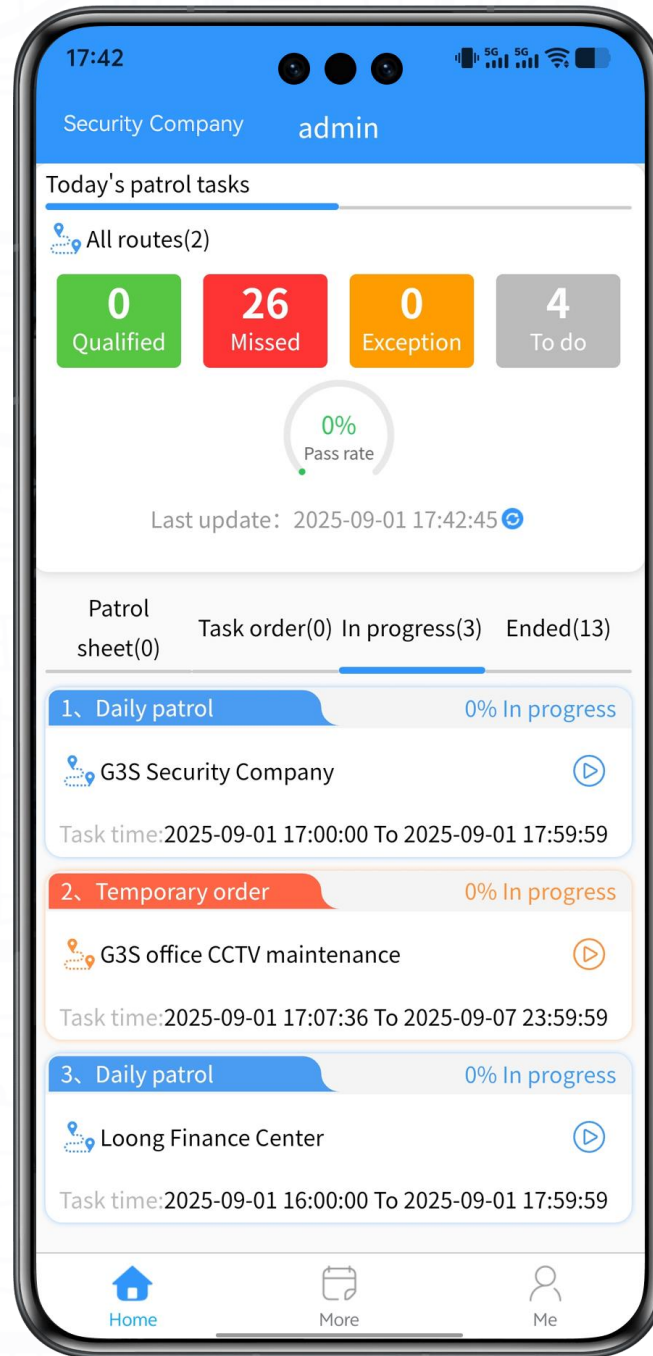 17:42
5G 5G
Security Company admin
Today's patrol tasks
All routes(2)
0 26 0 4
Qualified Missed Exception To do
0%
Pass rate
Last update：2025-09-01 17:42:45
Patrol sheet(0) Task order(0) In progress(3) Ended(13)
1、Daily patrol 0% In progress
G3S Security Company
Task time:2025-09-01 17:00:00 To 2025-09-01 17:59:59
2、Temporary order 0% In progress
G3S office CCTV maintenance
Task time:2025-09-01 17:07:36 To 2025-09-07 23:59:59
3、Daily patrol 0% In progress
Loong Finance Center
Task time:2025-09-01 16:00:00 To 2025-09-01 17:59:59
Home More Me